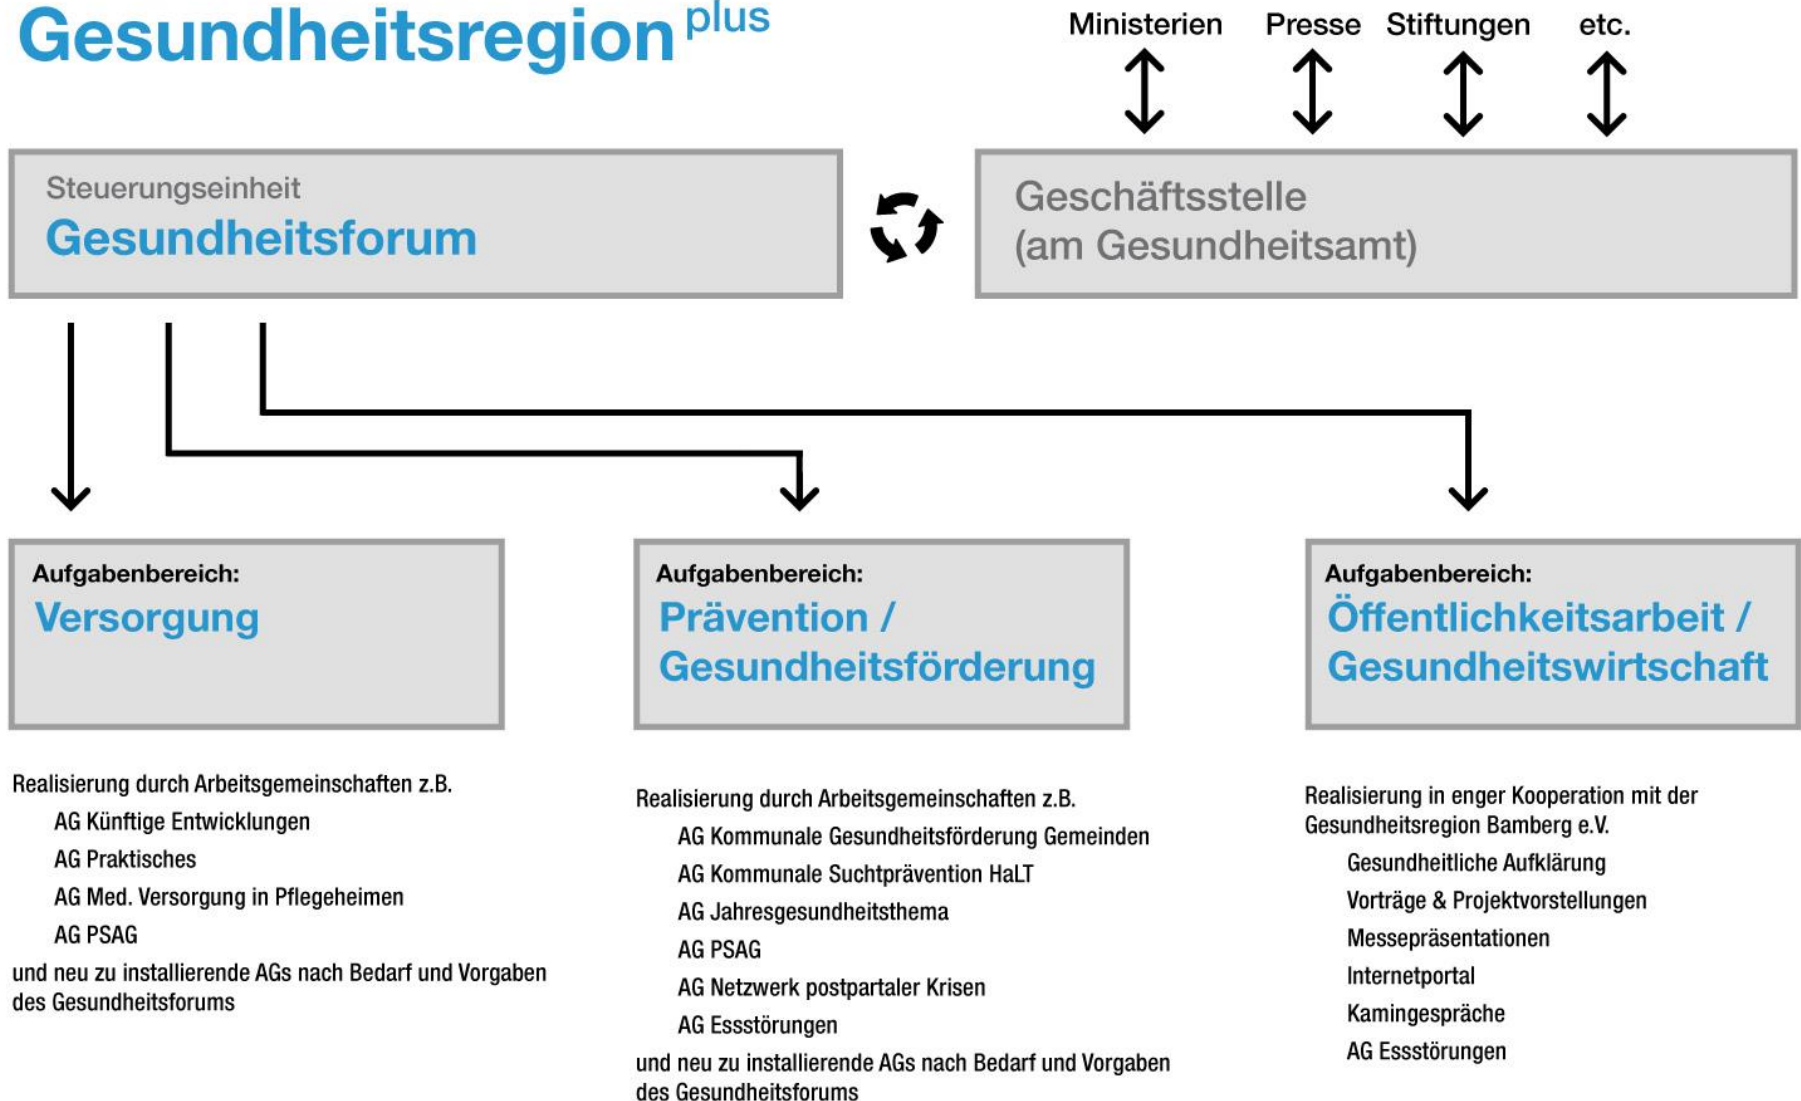 Gesundheitsregion plus
Ministerien Presse Stiftungen etc.
Steuerungseinheit
Gesundheitsforum
Geschäftsstelle
(am Gesundheitsamt)
Aufgabenbereich:
Versorgung
Realisierung durch Arbeitsgemeinschaften z.B.
AG Künftige Entwicklungen
AG Praktisches
AG Med. Versorgung in Pflegeheimen
AG PSAG
und neu zu installierende AGs nach Bedarf und Vorgaben
des Gesundheitsforums
Aufgabenbereich:
Prävention /
Gesundheitsförderung
Realisierung durch Arbeitsgemeinschaften z.B.
AG Kommunale Gesundheitsförderung Gemeinden
AG Kommunale Suchtprävention HaLT
AG Jahresgesundheitsthema
AG PSAG
AG Netzwerk postpartaler Krisen
AG Essstörungen
und neu zu installierende AGs nach Bedarf und Vorgaben
des Gesundheitsforums
Aufgabenbereich:
Öffentlichkeitsarbeit /
Gesundheitswirtschaft
Realisierung in enger Kooperation mit der
Gesundheitsregion Bamberg e.V.
Gesundheitliche Aufklärung
Vorträge & Projektvorstellungen
Messepräsentationen
Internetportal
Kamingespräche
AG Essstörungen